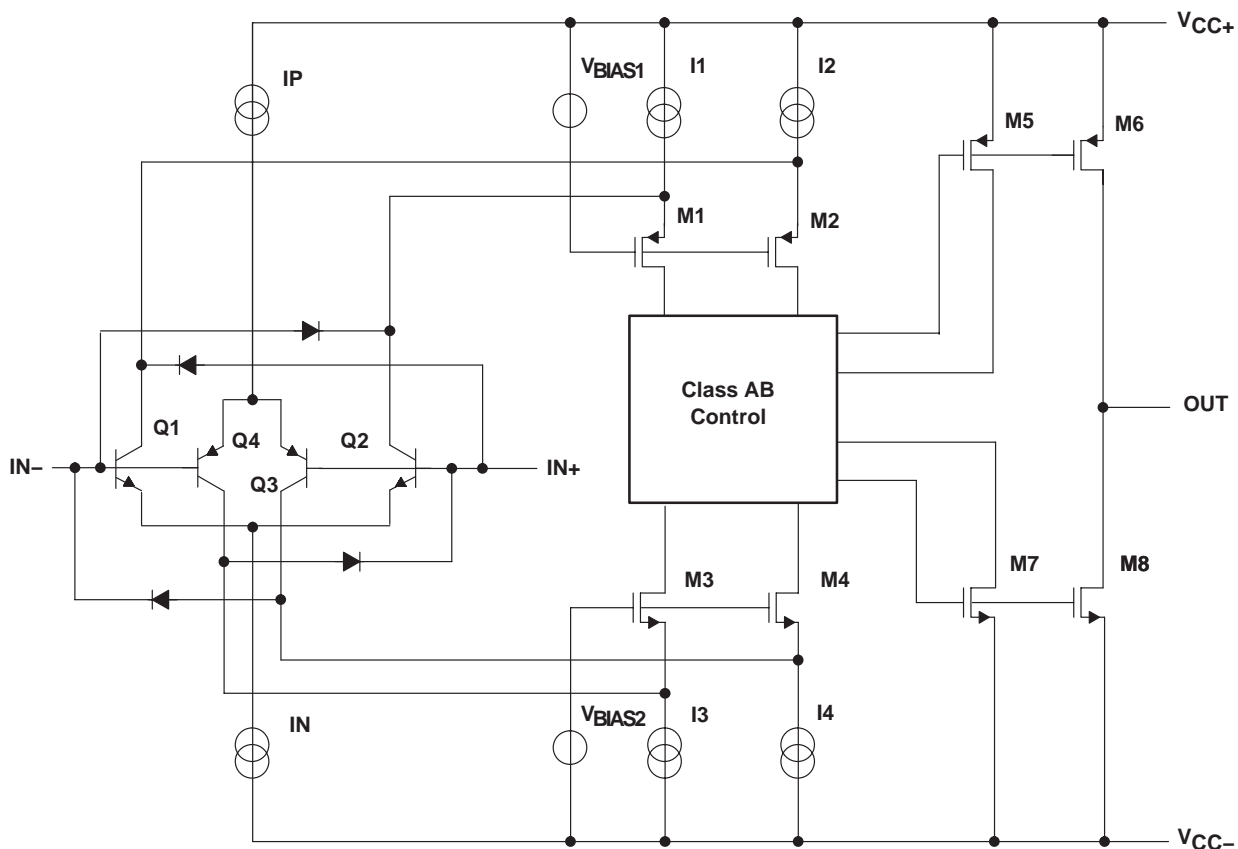 VCC+
IP
VBIAS1
I1
I2
M5
M6
M1
M2
Class AB
Control
OUT
Q1
Q4
Q2
IN–
Q3
IN+
M3
M4
M7
M8
IN
VBIAS2
I3
I4
VCC–